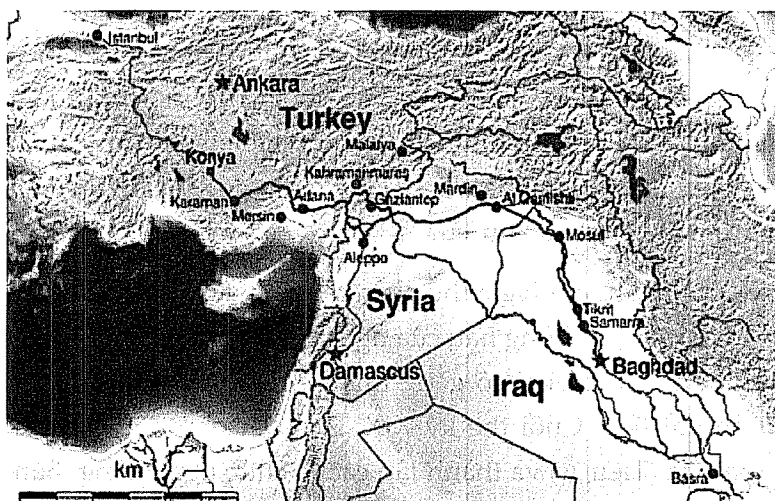 Istanbul
Ankara
Turkey
Malatya
Konya
Kahramanmaras
Mardin
Karaman
Adana
Gaziantep
Al Qamishli
Mersin
Mosul
Aleppo
Syria
Tikrit
Samarra
Damascus
Baghdad
Iraq
km
Basra